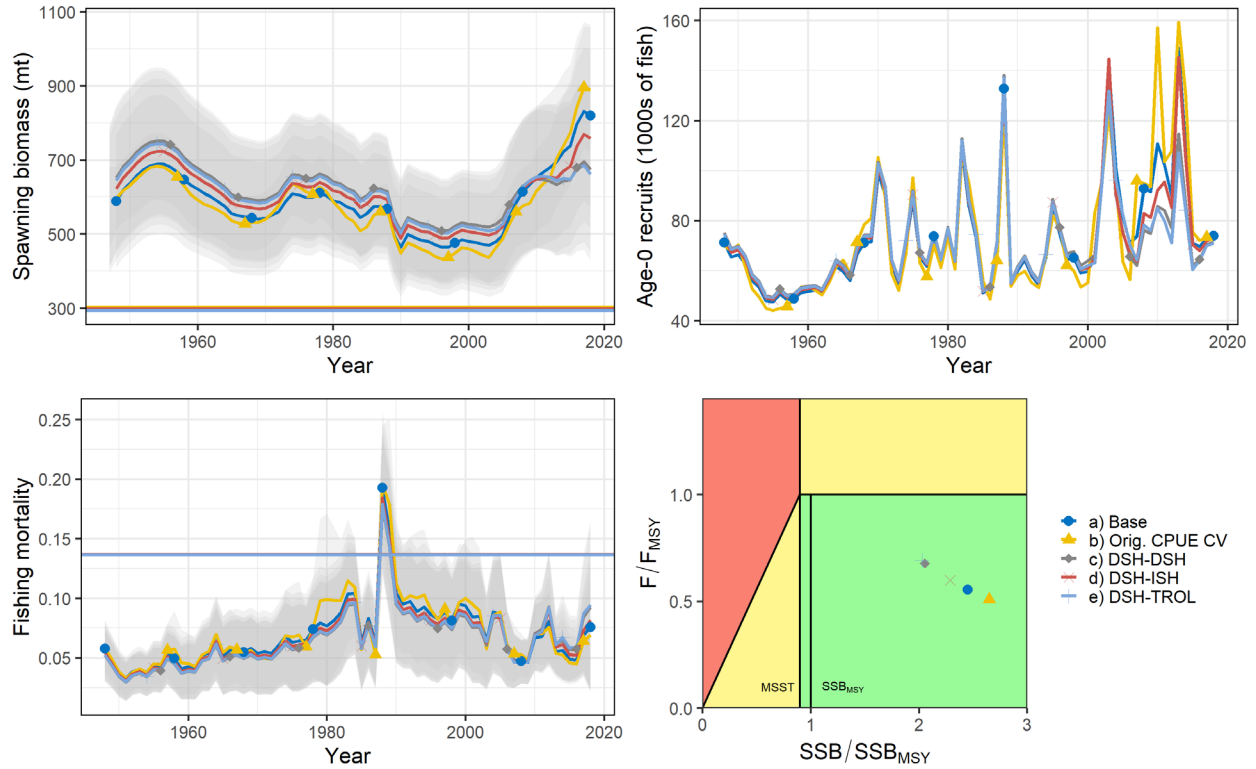 1100
900
700
500
300
Spawning biomass (mt)
1960
1980
2000
2020
Year
160
120
80
40
Age-0 recruits (1000s of fish)
1960
1980
2000
2020
Year
0.25
0.20
0.15
0.10
0.05
Fishing mortality
1960
1980
2000
2020
Year
1.0
0.5
0.0
F/F_MSY
MSST
SSB_MSY
0
1
2
3
SSB/SSB_MSY
a) Base
b) Orig. CPUE CV
c) DSH-DSH
d) DSH-ISH
e) DSH-TROL